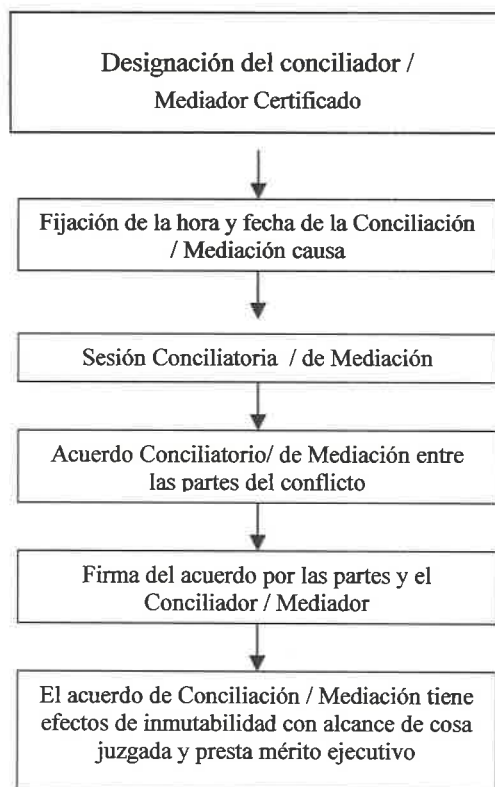 Designación del conciliador /
Mediador Certificado
Fijación de la hora y fecha de la Conciliación
/ Mediación causa
Sesión Conciliatoria / de Mediación
Acuerdo Conciliatorio/ de Mediación entre
las partes del conflicto
Firma del acuerdo por las partes y el
Conciliador / Mediador
El acuerdo de Conciliación / Mediación tiene
efectos de inmutabilidad con alcance de cosa
juzgada y presta mérito ejecutivo